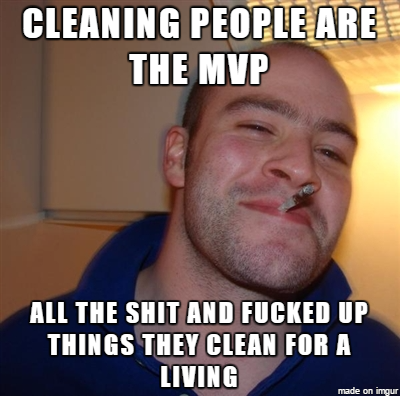 CLEANING PEOPLE ARE
THE MVP
ALL THE SHIT AND FUCKED UP
THINGS THEY CLEAN FOR A
LIVING
made on imgur